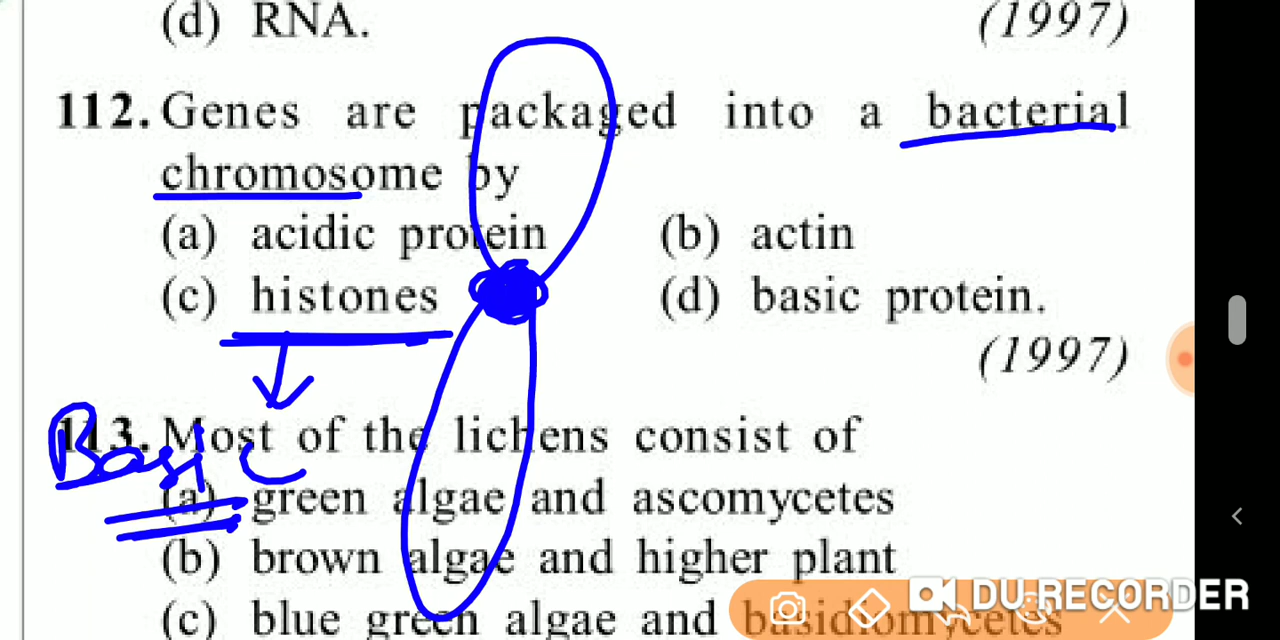 (d) RNA. (1997)
112. Genes are packaged into a bacterial
chromosome by
(a) acidic protein (b) actin
(c) histones (d) basic protein.
(1997)
Basic
113. Most of the lichens consist of
(a) green algae and ascomycetes
(b) brown algae and higher plant
(c) blue green algae and basidiomycetes
DU RECORDER